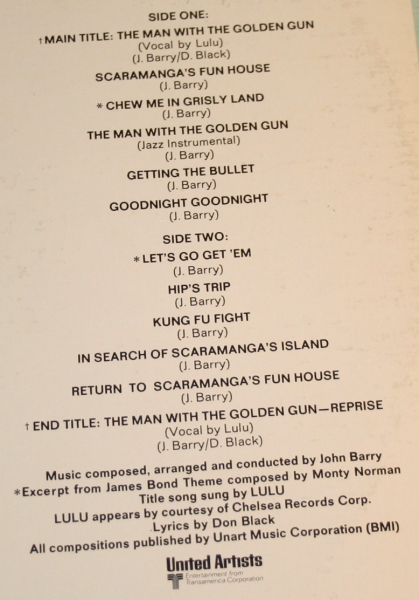 SIDE ONE:
†MAIN TITLE: THE MAN WITH THE GOLDEN GUN
(Vocal by Lulu)
(J. Barry/D. Black)
SCARAMANGA'S FUN HOUSE
(J. Barry)
*CHEW ME IN GRISLY LAND
(J. Barry)
THE MAN WITH THE GOLDEN GUN
(Jazz Instrumental)
(J. Barry)
GETTING THE BULLET
(J. Barry)
GOODNIGHT GOODNIGHT
(J. Barry)
SIDE TWO:
*LET'S GO GET 'EM
(J. Barry)
HIP'S TRIP
(J. Barry)
KUNG FU FIGHT
(J. Barry)
IN SEARCH OF SCARAMANGA'S ISLAND
(J. Barry)
RETURN TO SCARAMANGA'S FUN HOUSE
(J. Barry)
†END TITLE: THE MAN WITH THE GOLDEN GUN—REPRISE
(Vocal by Lulu)
(J. Barry/D. Black)
Music composed, arranged and conducted by John Barry
*Excerpt from James Bond Theme composed by Monty Norman
Title song sung by LULU
LULU appears by courtesy of Chelsea Records Corp.
Lyrics by Don Black
All compositions published by Unart Music Corporation (BMI)
United Artists
Entertainment from
Transamerica Corporation